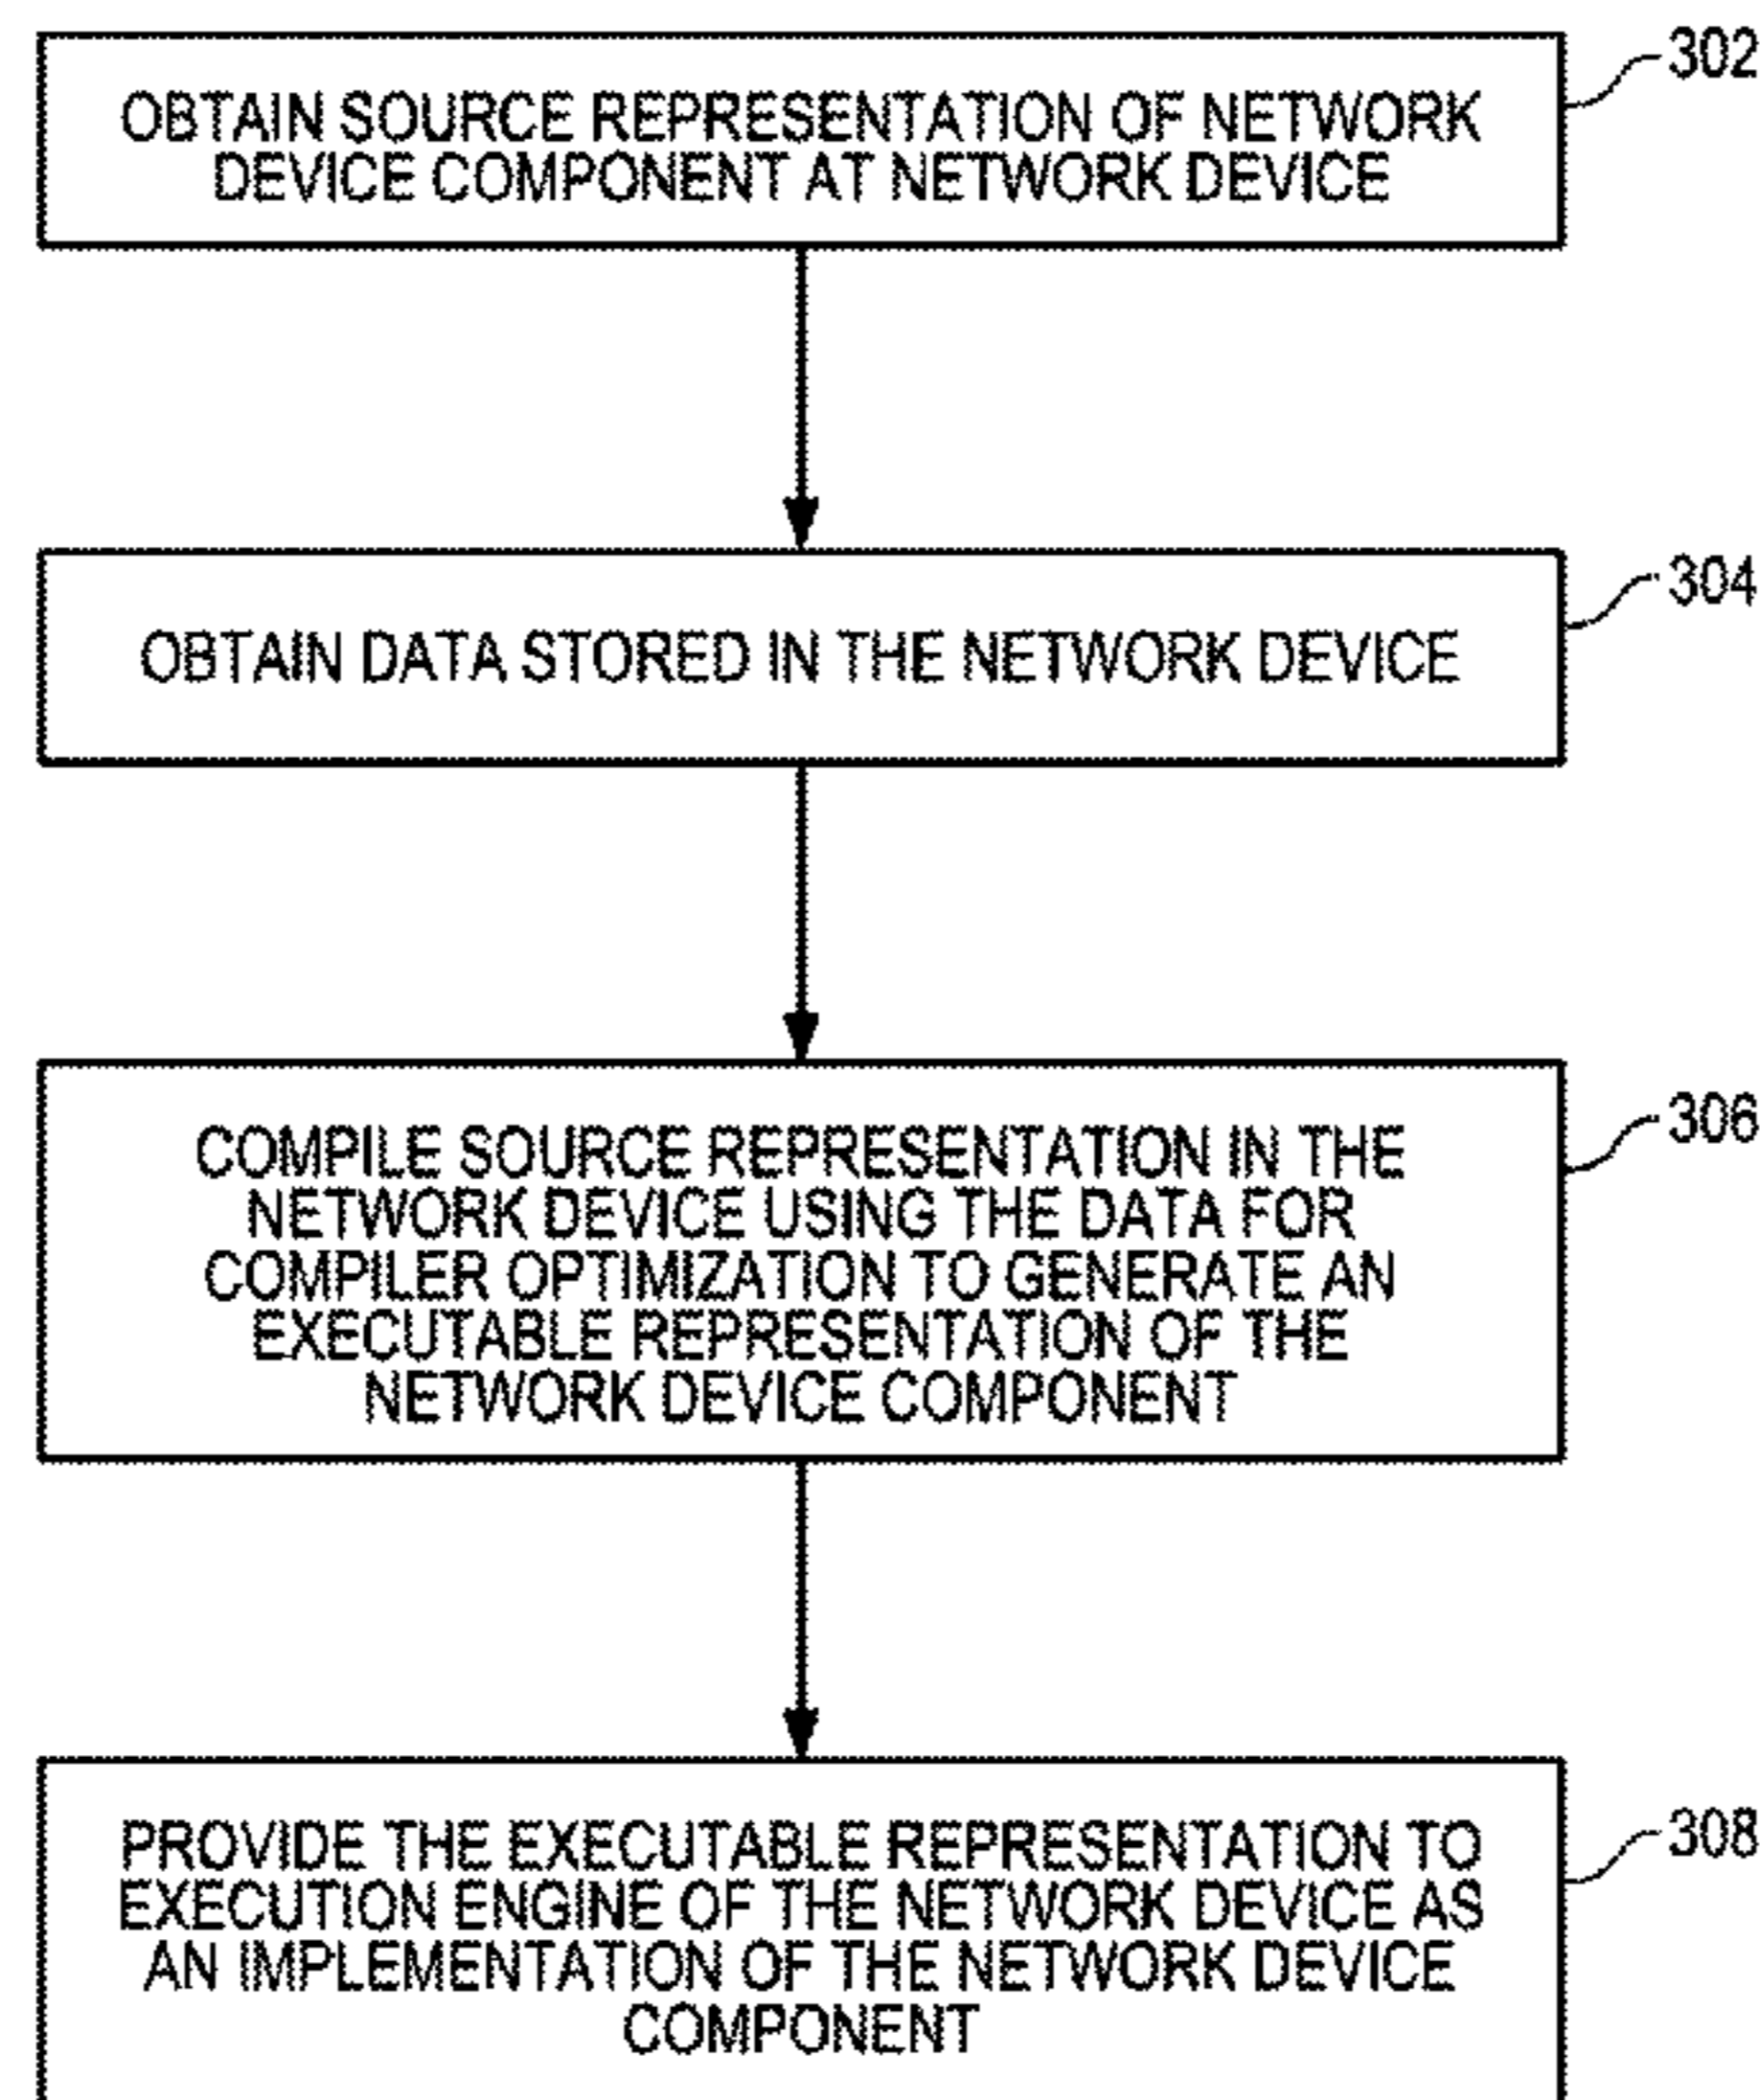 302
OBTAIN SOURCE REPRESENTATION OF NETWORK
DEVICE COMPONENT AT NETWORK DEVICE
304
OBTAIN DATA STORED IN THE NETWORK DEVICE
306
COMPILE SOURCE REPRESENTATION IN THE
NETWORK DEVICE USING THE DATA FOR
COMPILER OPTIMIZATION TO GENERATE AN
EXECUTABLE REPRESENTATION OF THE
NETWORK DEVICE COMPONENT
308
PROVIDE THE EXECUTABLE REPRESENTATION TO
EXECUTION ENGINE OF THE NETWORK DEVICE AS
AN IMPLEMENTATION OF THE NETWORK DEVICE
COMPONENT